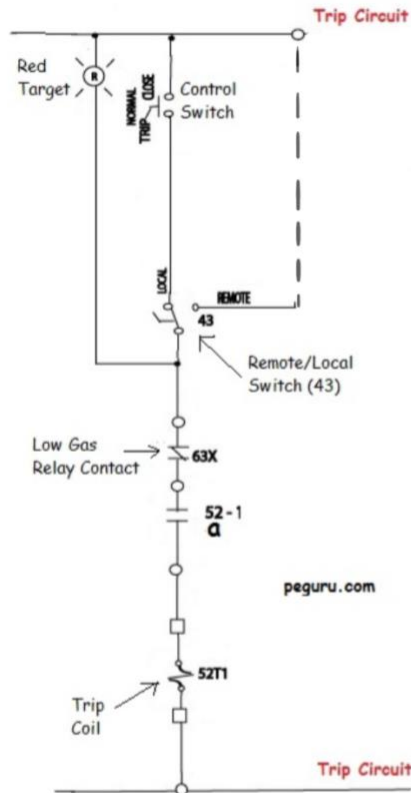 Trip Circuit
Red
Target
R
NORMAL
CLOSE
TRIP
Control
Switch
LOCAL
REMOTE
43
Remote/Local
Switch (43)
Low Gas
Relay Contact
63X
52-1
a
peguru.com
52T1
Trip
Coil
Trip Circuit